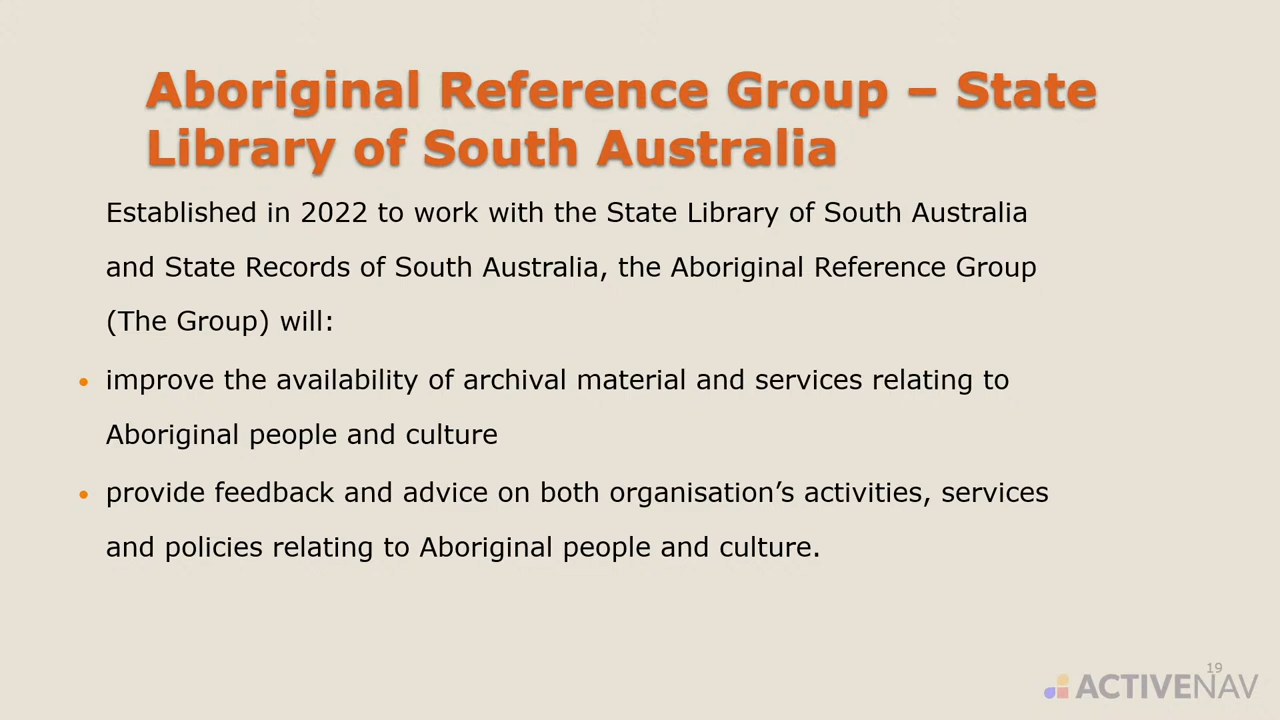 Aboriginal Reference Group – State
Library of South Australia
Established in 2022 to work with the State Library of South Australia
and State Records of South Australia, the Aboriginal Reference Group
(The Group) will:
• improve the availability of archival material and services relating to
Aboriginal people and culture
• provide feedback and advice on both organisation’s activities, services
and policies relating to Aboriginal people and culture.
19
ACTIVENAV